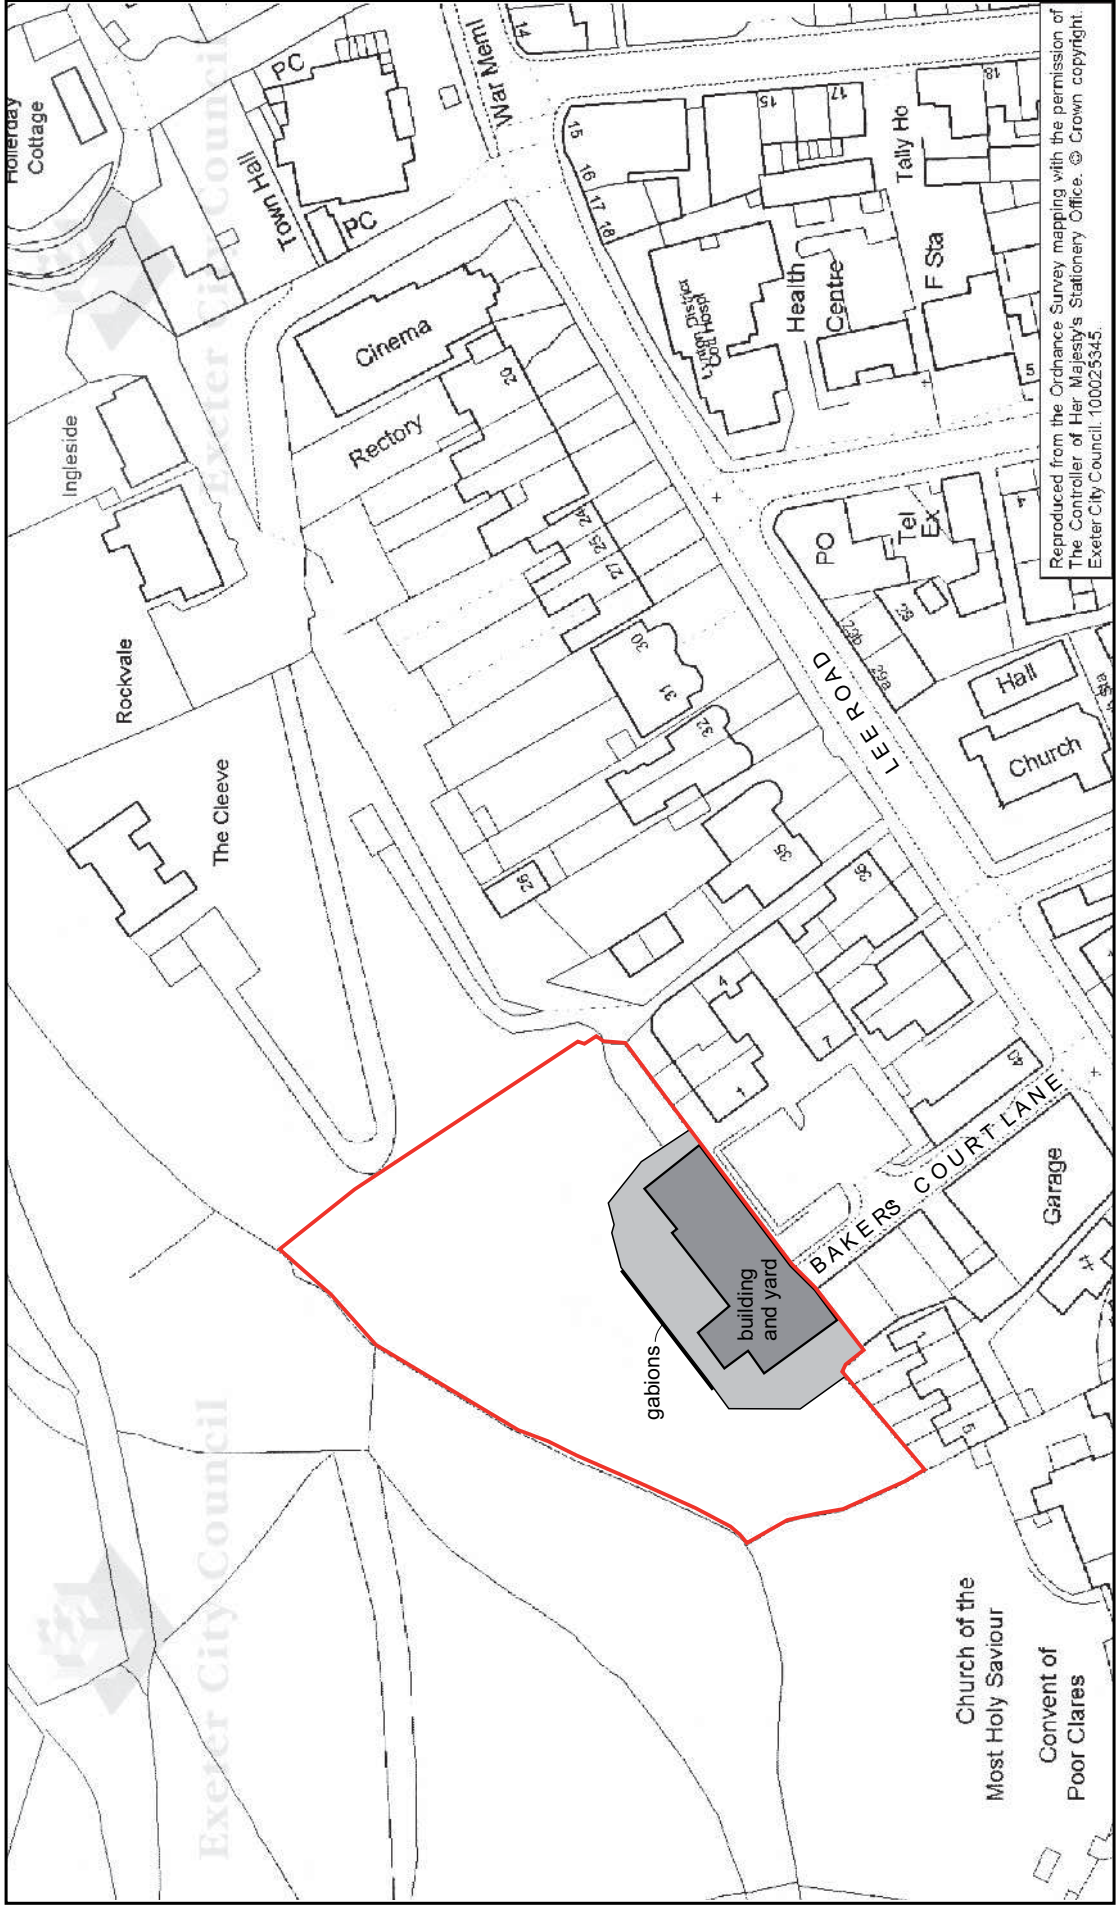 Hollerday
Cottage
PC
Town Hall
PC
War Meml
14
Cinema
Ingleside
Rectory
Rockvale
The Cleeve
15
16
17
18
15
17
Tally Ho
18
Lynton District
Cott Hospl
Health
Centre
F Sta
5
20
24
25
27
30
31
32
35
36
26
PO
Tel
Ex
LEE ROAD
Hall
Church
Sta
4
7
1
40
BAKERS COURT LANE
Garage
building
and yard
gabions
5
Church of the
Most Holy Saviour
Convent of
Poor Clares
Exeter City Council
Exeter City Council
Reproduced from the Ordnance Survey mapping with the permission of
The Controller of Her Majesty's Stationery Office. © Crown copyright.
Exeter City Council. 100025345.